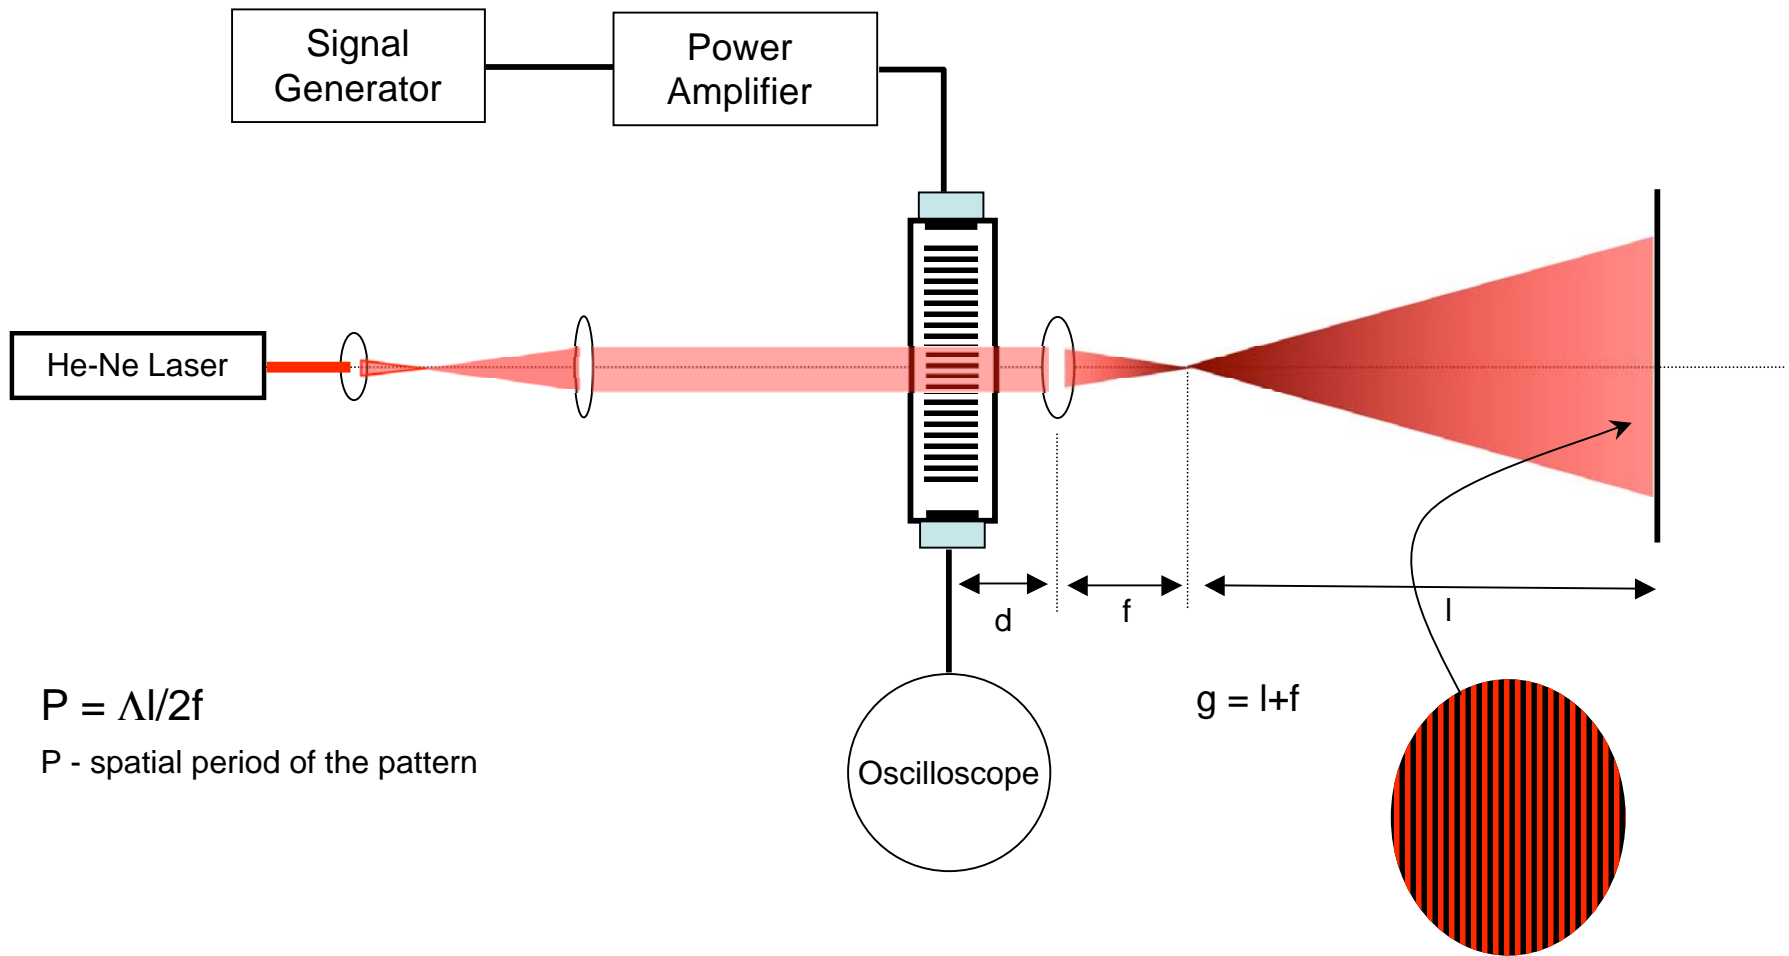 Signal
Generator
Power
Amplifier
He-Ne Laser
d
f
l
P = Λl/2f
g = l+f
P - spatial period of the pattern
Oscilloscope